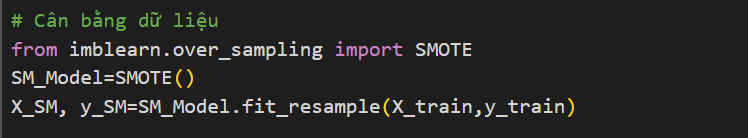 # Cân bằng dữ liệu
from imblearn.over_sampling import SMOTE
SM_Model=SMOTE()
X_SM, y_SM=SM_Model.fit_resample(X_train,y_train)